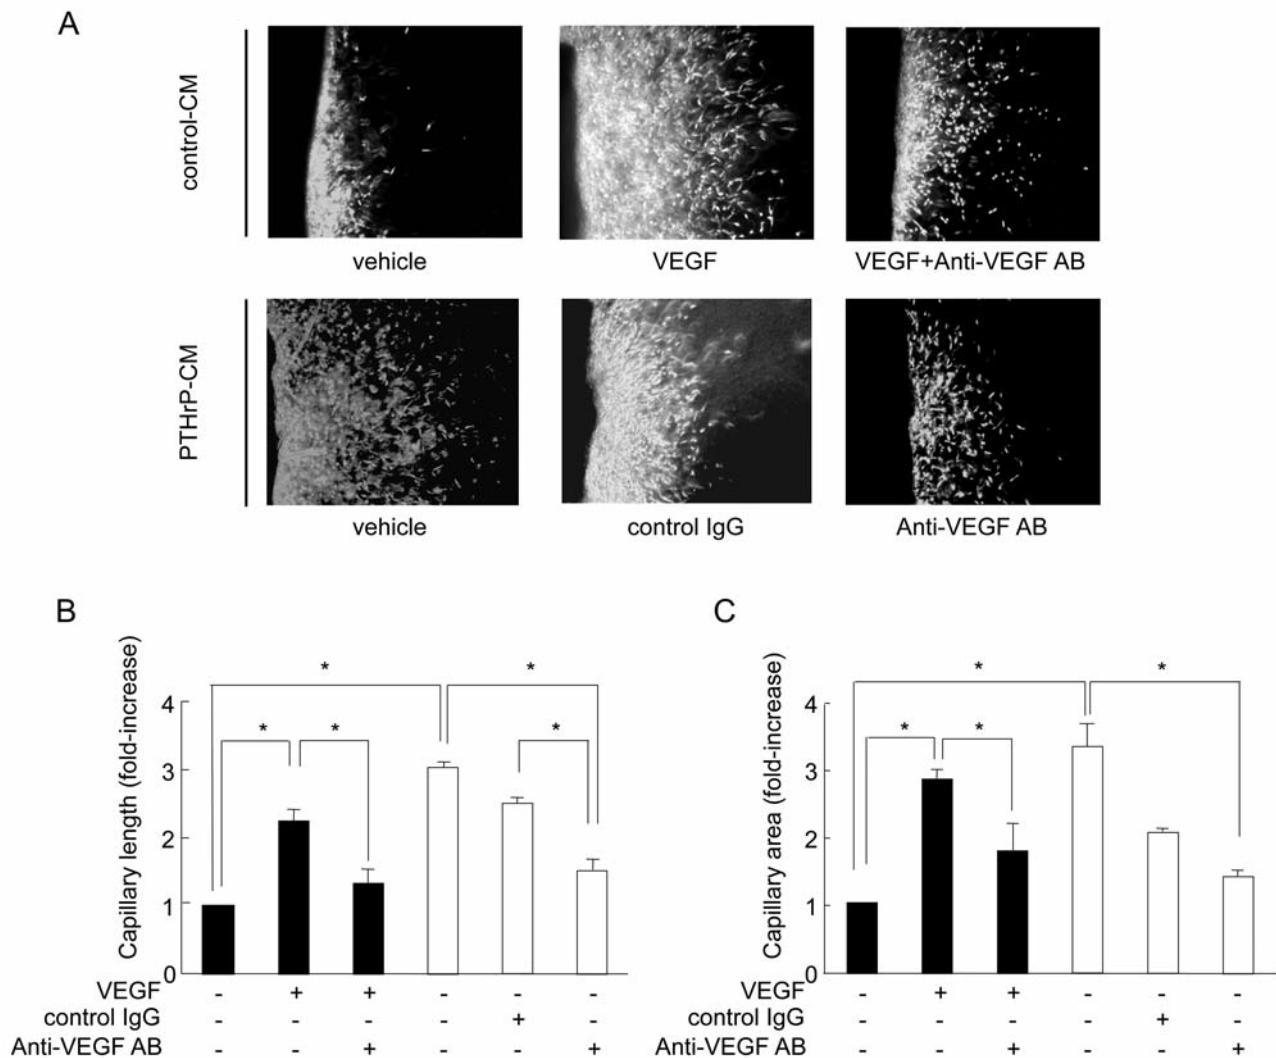 A
control-CM
vehicle
VEGF
VEGF+Anti-VEGF AB
PTHrP-CM
vehicle
control IgG
Anti-VEGF AB
B
Capillary length (fold-increase)
4
3
2
1
0
* * * * *
VEGF - + + - - -
control IgG - - - - + -
Anti-VEGF AB - - + - - +
C
Capillary area (fold-increase)
4
3
2
1
0
* * * *
VEGF - + + - - -
control IgG - - - - + -
Anti-VEGF AB - - + - - +